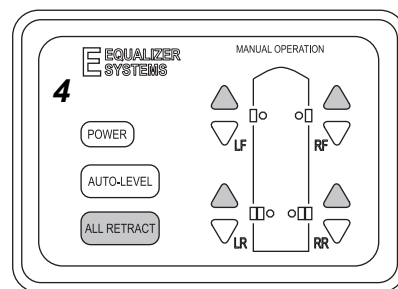 EQUALIZER
SYSTEMS
MANUAL OPERATION
4
POWER
LF
RF
AUTO-LEVEL
ALL RETRACT
LR
RR